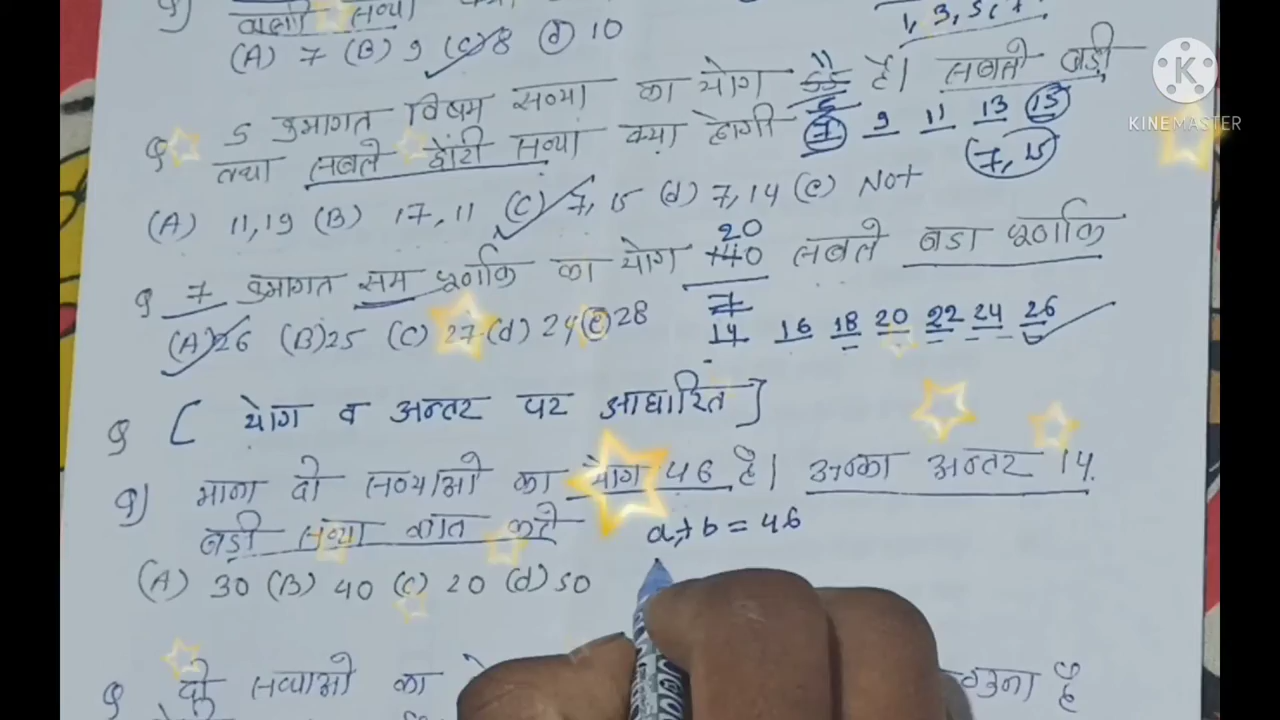 वाली संख्या
1, 3, 5, 7
(A) 7 (B) 9 (C) 8 (d) 10
Q 5 क्रमागत विषम संख्या का योग 55 है। सबसे बड़ी
तथा सबसे छोटी संख्या क्या होगी
11
5
7 9 11 13 15
7, 15
(A) 11,19 (B) 17,11 (C) 7,15 (d) 7,14 (e) Not
Q 7 क्रमागत सम पूर्णांक का योग 140 सबसे बडा पूर्णांक
20
7
(A) 26 (B) 25 (C) 27 (d) 24 (e) 28
14 16 18 20 22 24 26
Q [ योग व अन्तर पर आधारित ]
Q) माना दो संख्याओ का योग 46 है। उनका अन्तर 14.
बड़ी संख्या ज्ञात करो
a+b = 46
(A) 30 (B) 40 (C) 20 (d) 50
Q दो संख्याओ का
है
KINEMASTER